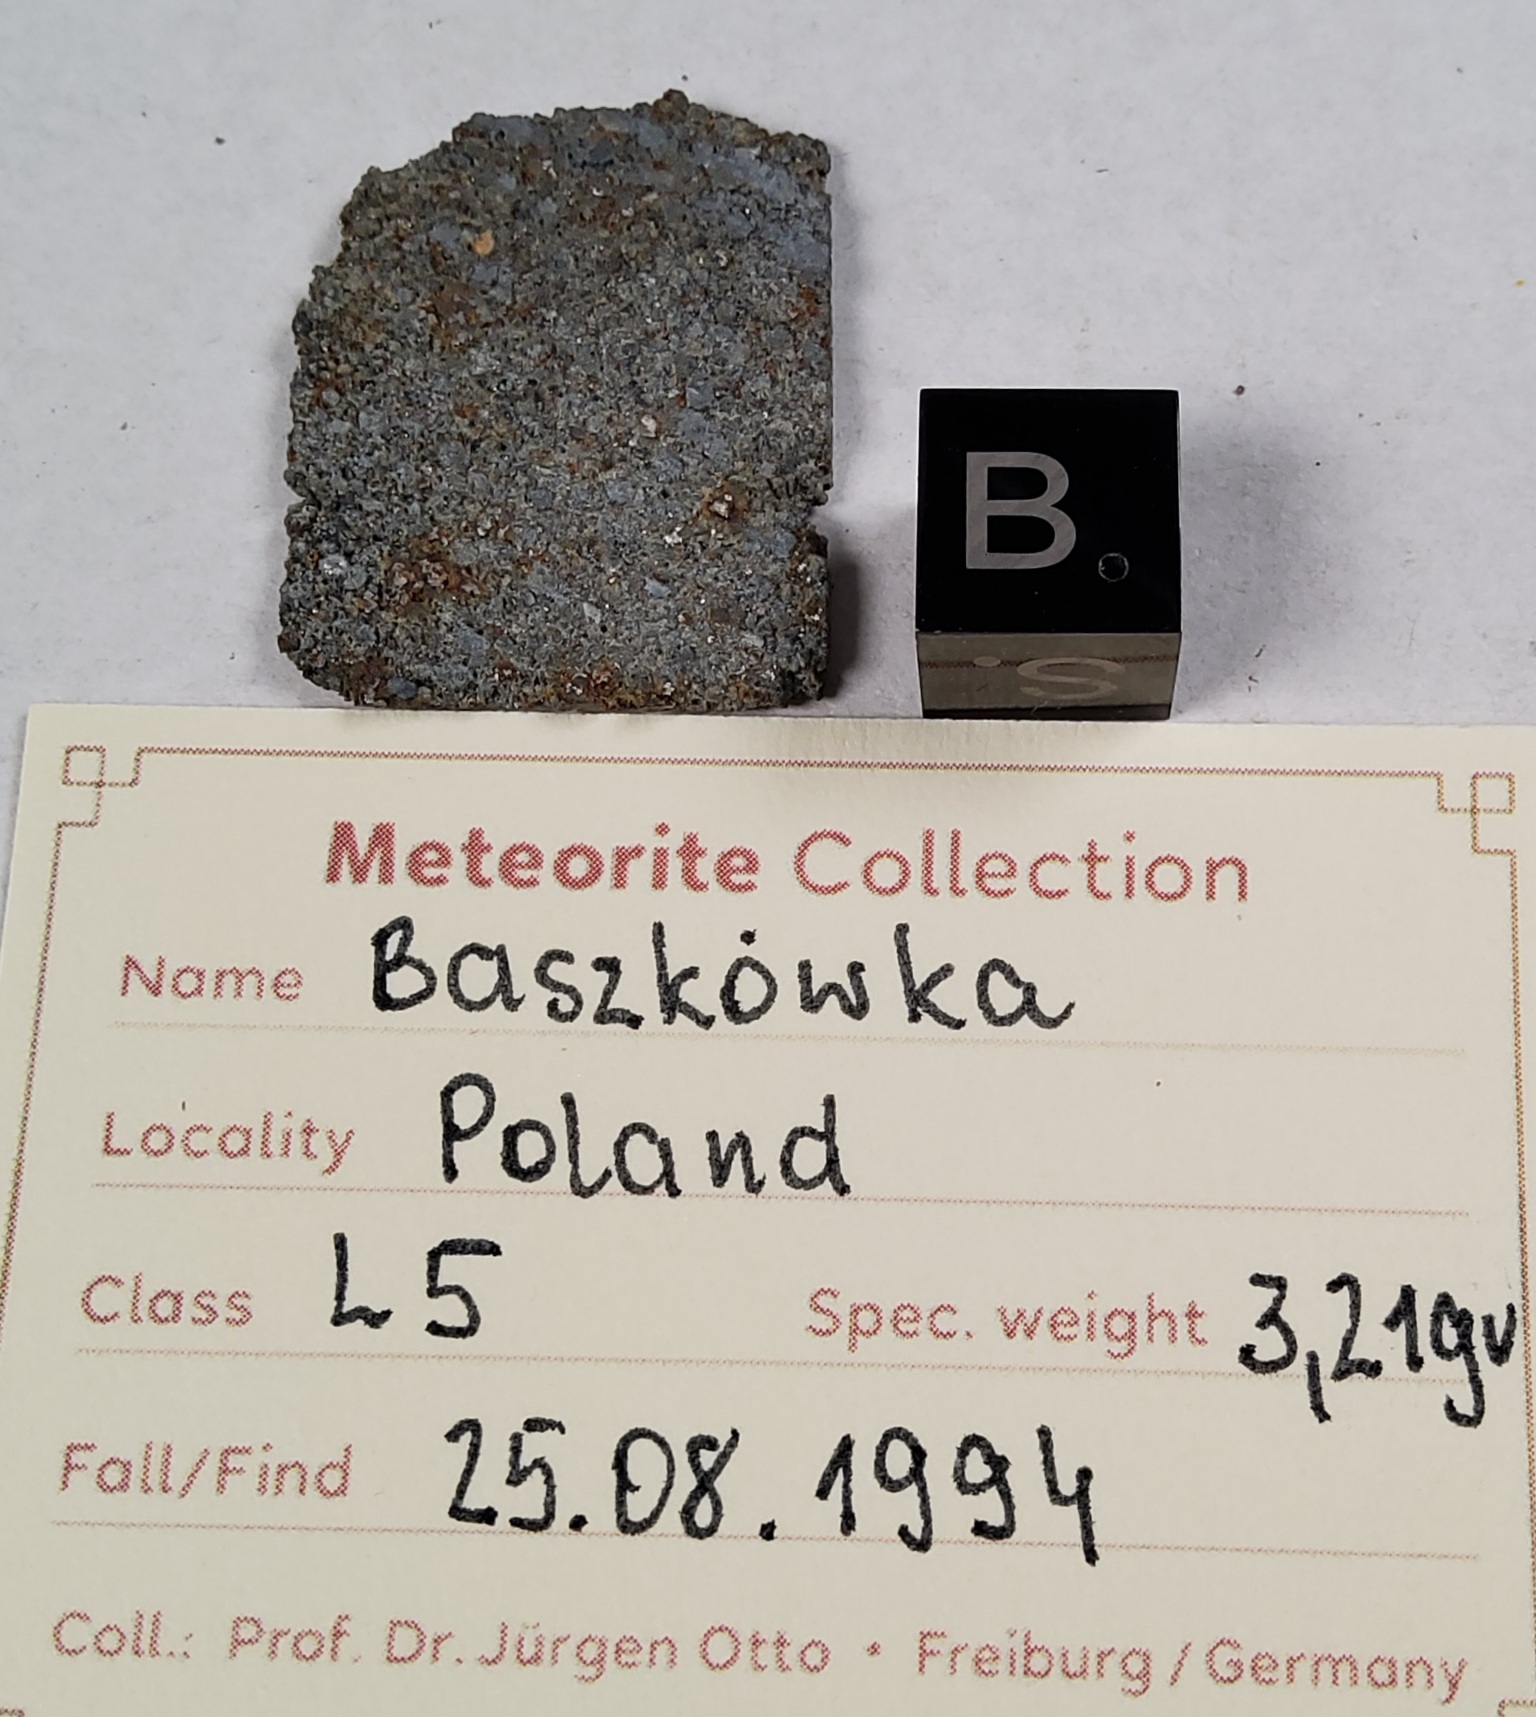 B.
S.
Meteorite Collection
Name Baszkówka
Locality Poland
Class L5 Spec. weight 3,21gr
Fall/Find 25.08.1994
Coll.: Prof. Dr. Jürgen Otto • Freiburg / Germany